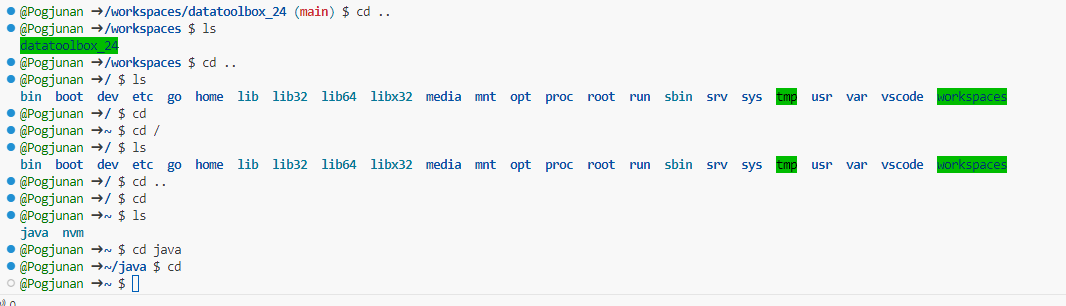 @Pogjunan →/workspaces/datatoolbox_24 (main) $ cd ..
@Pogjunan →/workspaces $ ls
datatoolbox_24
@Pogjunan →/workspaces $ cd ..
@Pogjunan →/ $ ls
bin boot dev etc go home lib lib32 lib64 libx32 media mnt opt proc root run sbin srv sys tmp usr var vscode workspaces
@Pogjunan →/ $ cd
@Pogjunan →~ $ cd /
@Pogjunan →/ $ ls
bin boot dev etc go home lib lib32 lib64 libx32 media mnt opt proc root run sbin srv sys tmp usr var vscode workspaces
@Pogjunan →/ $ cd ..
@Pogjunan →/ $ cd
@Pogjunan →~ $ ls
java nvm
@Pogjunan →~ $ cd java
@Pogjunan →~/java $ cd
@Pogjunan →~ $